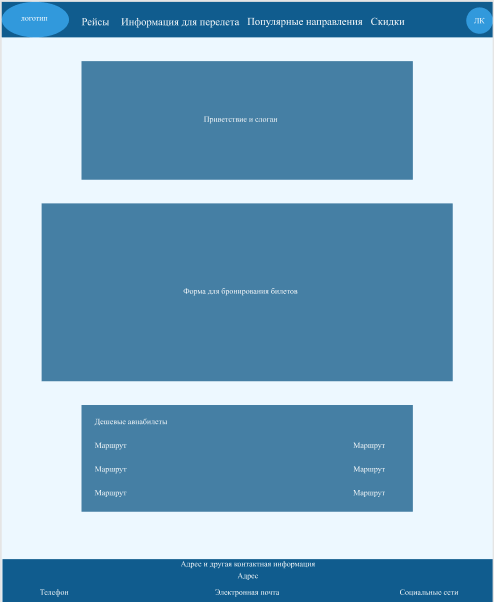 логотип
Рейсы Информация для перелета Популярные направления Скидки
ЛК
Приветствие и слоган
Форма для бронирования билетов
Дешевые авиабилеты
Маршрут Маршрут
Маршрут Маршрут
Маршрут Маршрут
Адрес и другая контактная информация
Адрес
Телефон Электронная почта Социальные сети